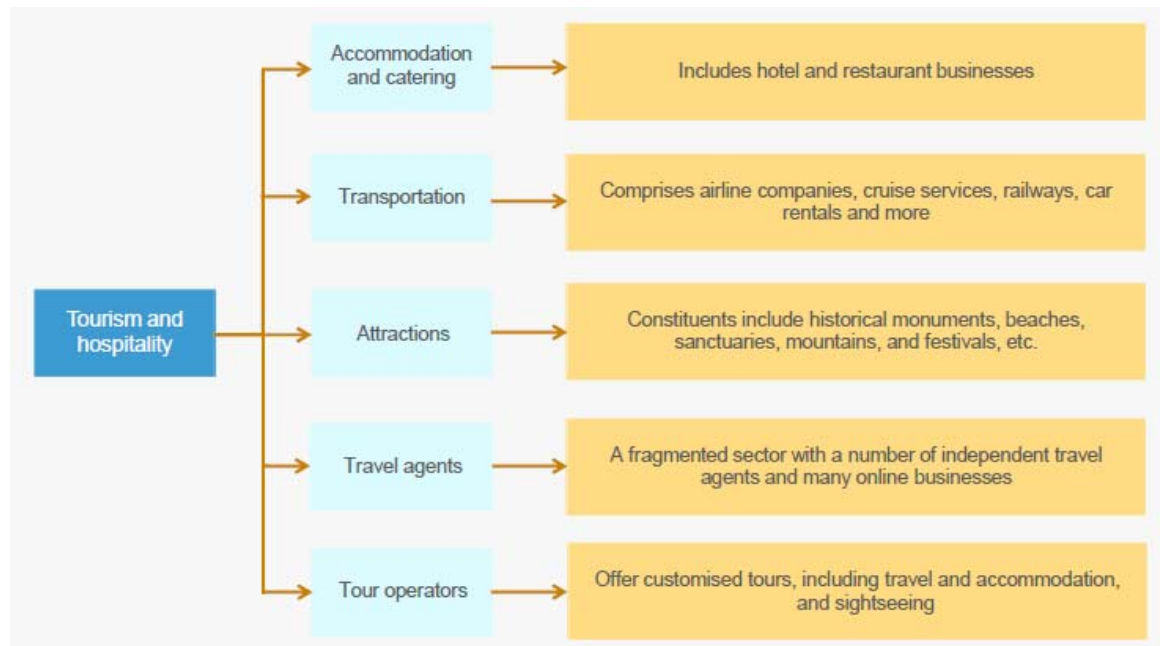 Tourism and
hospitality
Accommodation
and catering
Includes hotel and restaurant businesses
Transportation
Comprises airline companies, cruise services, railways, car
rentals and more
Attractions
Constituents include historical monuments, beaches,
sanctuaries, mountains, and festivals, etc.
Travel agents
A fragmented sector with a number of independent travel
agents and many online businesses
Tour operators
Offer customised tours, including travel and accommodation,
and sightseeing